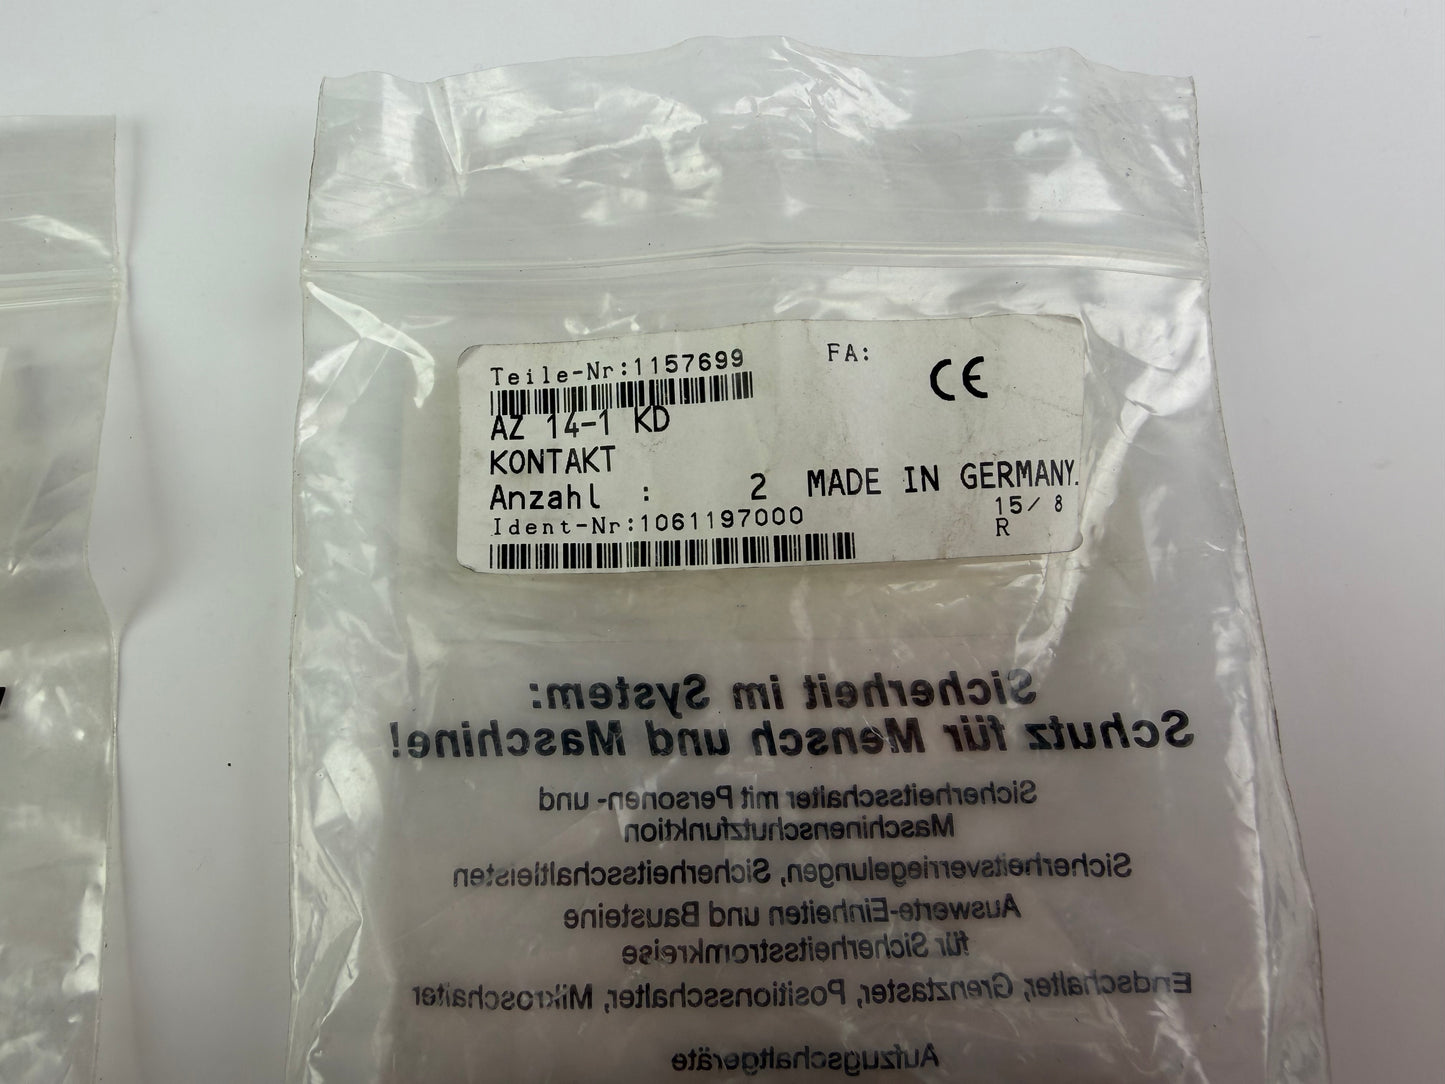 Teile-Nr:1157699
FA:
CE
AZ 14-1 KD
KONTAKT
Anzahl : 2 MADE IN GERMANY.
Ident-Nr:1061197000
15/ 8
R
Sicherheit im System:
Schutz für Mensch und Maschine!
Sicherheitsschalter mit Personen- und
Maschinenschutzfunktion
Sicherheitsverriegelungen, Sicherheitsschaltleisten
Auswerte-Einheiten und Bausteine
für Sicherheitsstromkreise
Endschalter, Grenztaster, Positionsschalter, Mikroschalter
Aufzugschaltgeräte